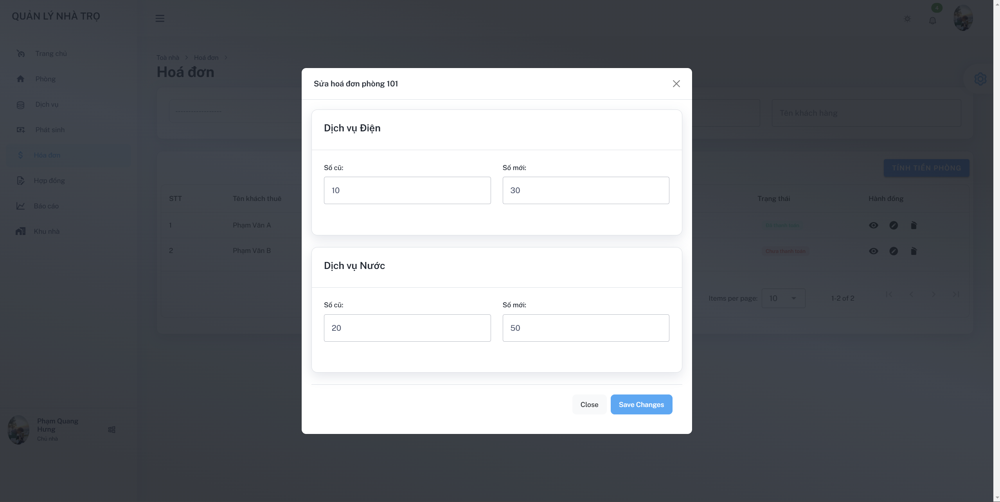 QUẢN LÝ NHÀ TRỌ
4
Trang chủ
Phòng
Dịch vụ
Phát sinh
$ Hóa đơn
Hợp đồng
Báo cáo
Khu nhà
Phạm Quang
Hưng
Chủ nhà
Toà nhà > Hoá đơn >
Hoá đơn
------------------
Tên khách hàng
TÍNH TIỀN PHÒNG
STT Tên khách thuê Trạng thái Hành đồng
1 Phạm Văn A Đã thanh toán
2 Phạm Văn B Chưa thanh toán
Items per page: 10 1-2 of 2
Sửa hoá đơn phòng 101
Dịch vụ Điện
Số cũ: Số mới:
10 30
Dịch vụ Nước
Số cũ: Số mới:
20 50
Close Save Changes